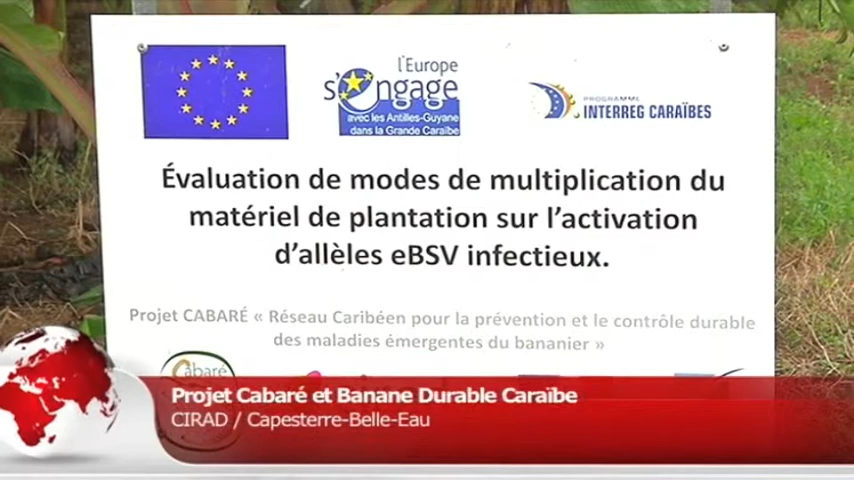 l'Europe
s'engage
avec les Antilles-Guyane
dans la Grande Caraïbe
PROGRAMME
INTERREG CARAÏBES
Évaluation de modes de multiplication du
matériel de plantation sur l'activation
d'allèles eBSV infectieux.
Projet CABARÉ « Réseau Caribéen pour la prévention et le contrôle durable
des maladies émergentes du bananier »
Cabaré
Projet Cabaré et Banane Durable Caraïbe
CIRAD / Capesterre-Belle-Eau